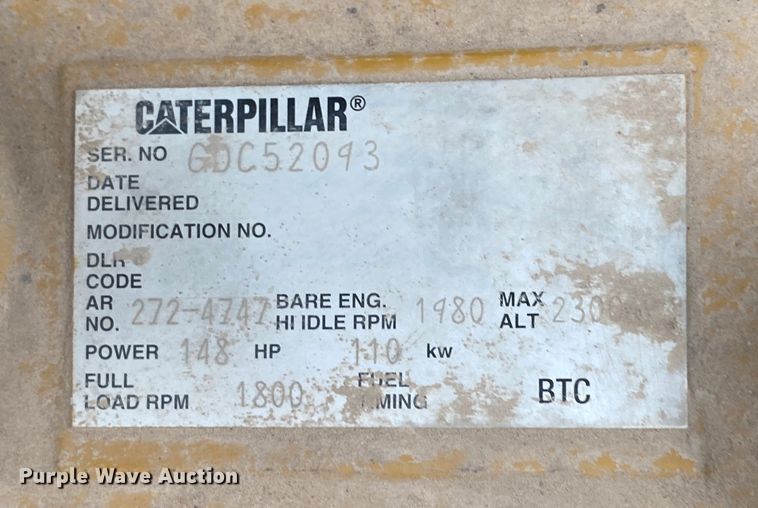 CATERPILLAR®
SER. NO GDC52093
DATE
DELIVERED
MODIFICATION NO.
DLR
CODE
AR NO. 272-4747 BARE ENG. HI IDLE RPM 1980 MAX ALT 2300
POWER 148 HP 110 kw
FULL LOAD RPM 1800 FUEL TIMING BTC
Purple Wave Auction